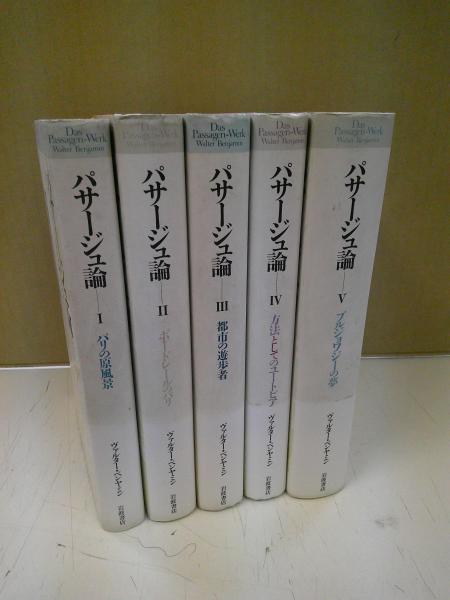 Das
Passagen-Werk
Walter Benjamin
パサージュ論 ― I
パリの原風景
ヴァルター・ベンヤミン
岩波書店
Das
Passagen-Werk
Walter Benjamin
パサージュ論 ― II
ボードレールのパリ
ヴァルター・ベンヤミン
岩波書店
Das
Passagen-Werk
Walter Benjamin
パサージュ論 ― III
都市の遊歩者
ヴァルター・ベンヤミン
岩波書店
Das
Passagen-Werk
Walter Benjamin
パサージュ論 ― IV
方法としてのユートピア
ヴァルター・ベンヤミン
岩波書店
Das
Passagen-Werk
Walter Benjamin
パサージュ論 ― V
ブルジョワジーの夢
ヴァルター・ベンヤミン
岩波書店